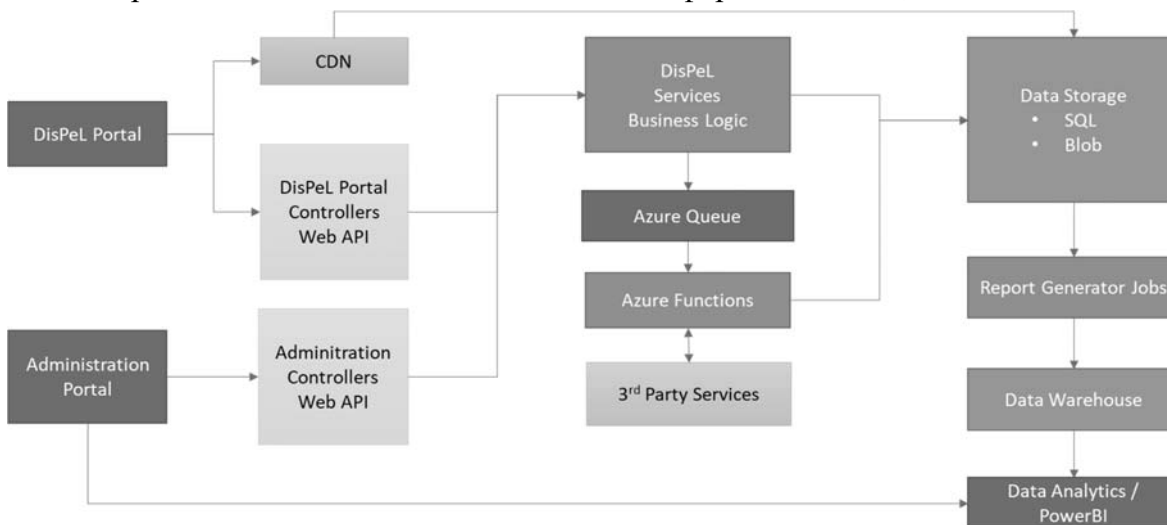 CDN
DisPeL Portal
DisPeL Portal
Controllers
Web API
Administration
Portal
Adminitration
Controllers
Web API
DisPeL
Services
Business Logic
Azure Queue
Azure Functions
3rd Party Services
Data Storage
• SQL
• Blob
Report Generator Jobs
Data Warehouse
Data Analytics /
PowerBI